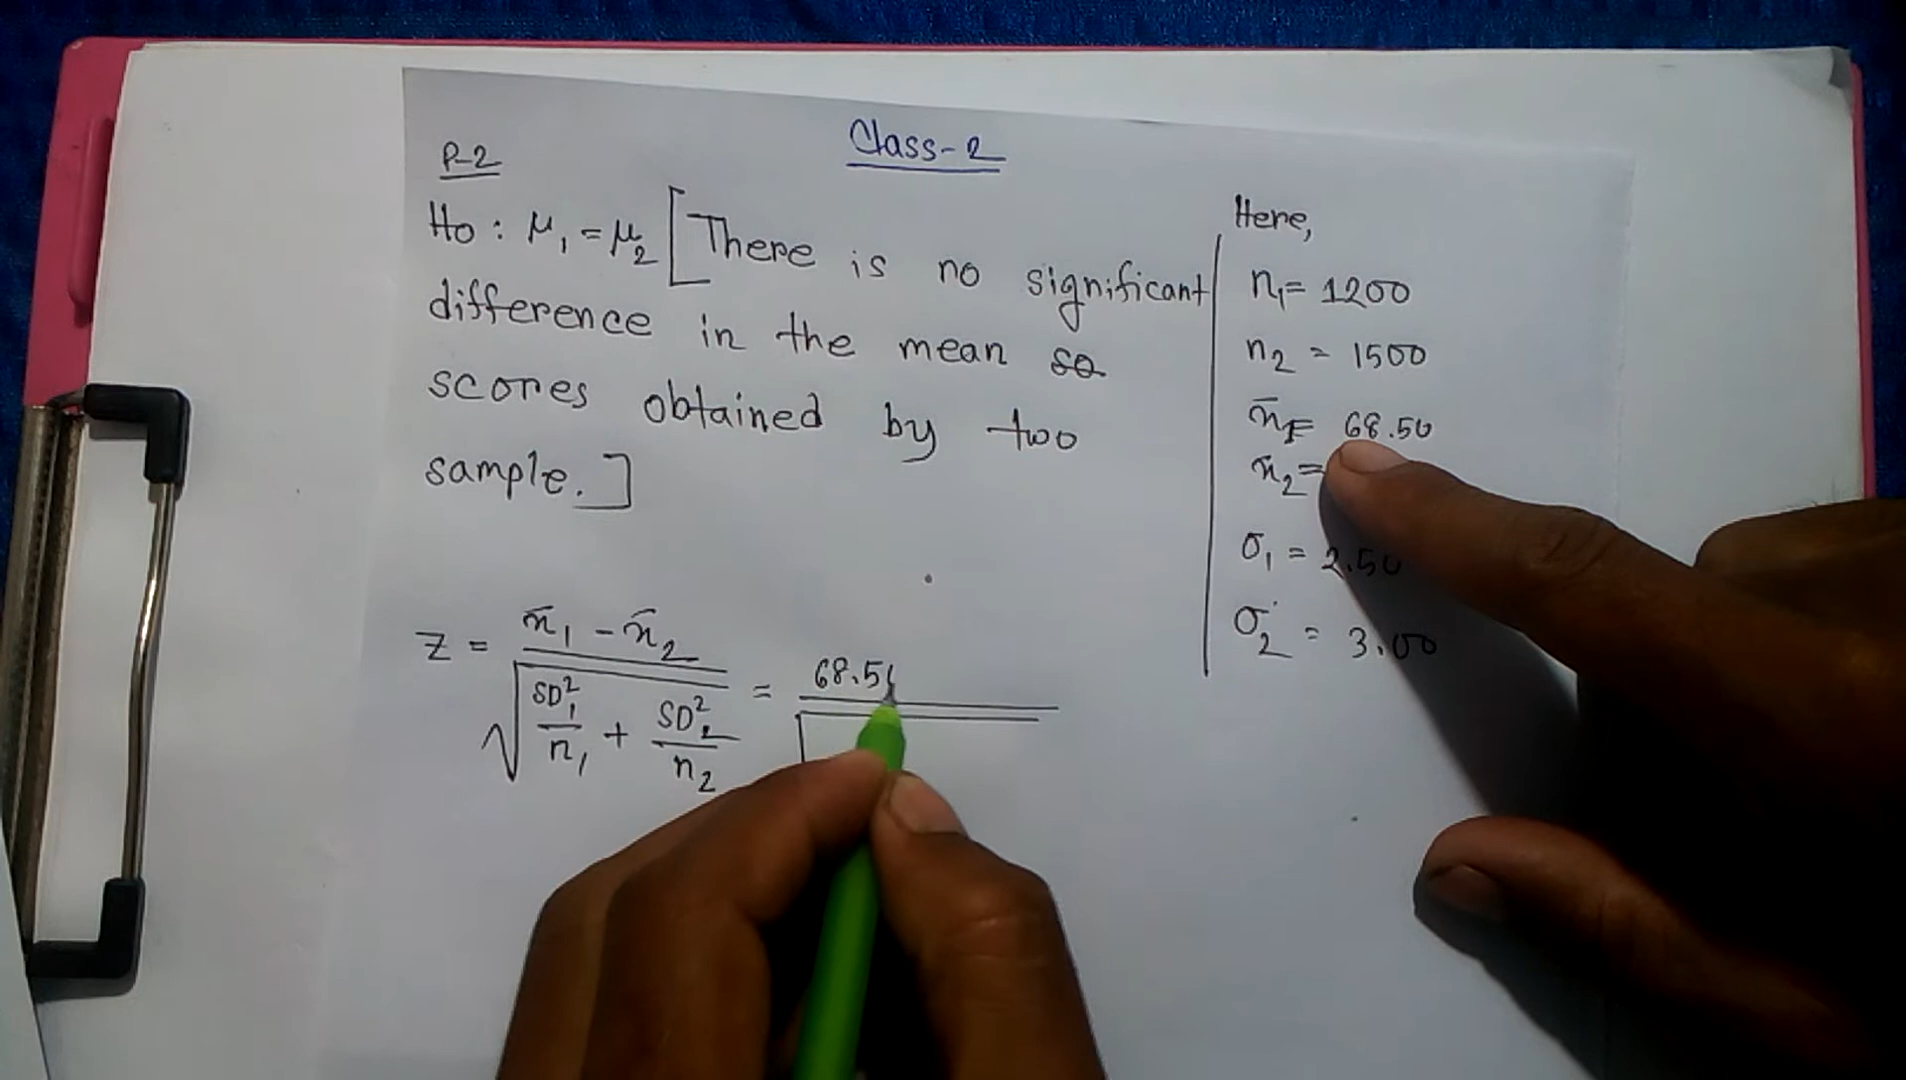 Class-2
P-2
Ho : μ₁ = μ₂ [There is no significant
difference in the mean so
scores obtained by two
sample.]
Here,
n₁ = 1200
n₂ = 1500
x̄₁ = 68.50
x̄₂ =
σ₁ = 2.50
σ₂ = 3.00
Z = x̄₁ - x̄₂ / √(SD₁²/n₁ + SD₂²/n₂) = 68.5